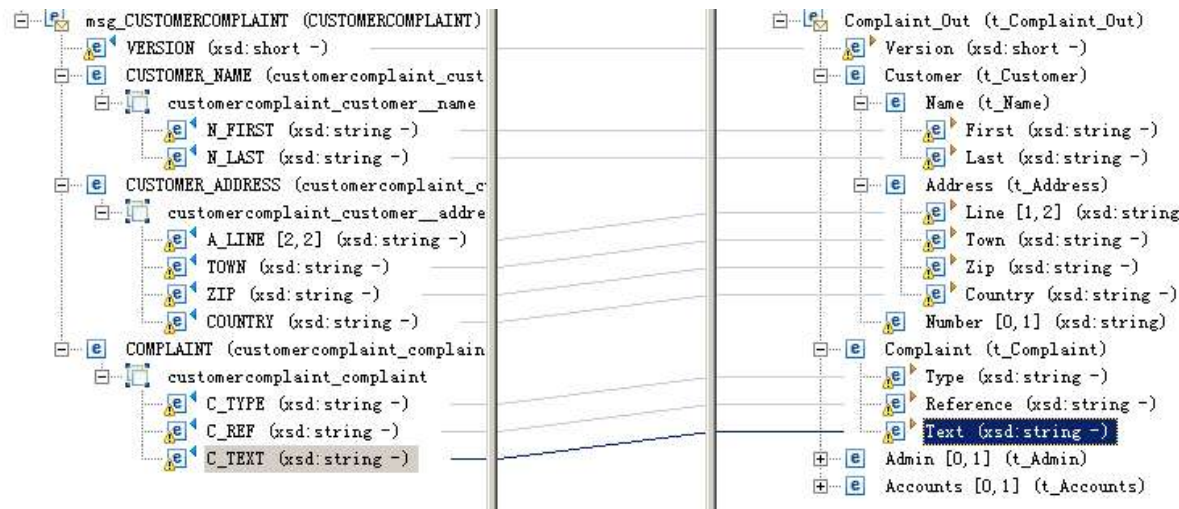 msg_CUSTOMERCOMPLAINT (CUSTOMERCOMPLAINT)
VERSION (xsd:short -)
CUSTOMER_NAME (customercomplaint_cust
customercomplaint_customer__name
N_FIRST (xsd:string -)
N_LAST (xsd:string -)
CUSTOMER_ADDRESS (customercomplaint_c
customercomplaint_customer__addre
A_LINE [2,2] (xsd:string -)
TOWN (xsd:string -)
ZIP (xsd:string -)
COUNTRY (xsd:string -)
COMPLAINT (customercomplaint_complain
customercomplaint_complaint
C_TYPE (xsd:string -)
C_REF (xsd:string -)
C_TEXT (xsd:string -)
Complaint_Out (t_Complaint_Out)
Version (xsd:short -)
Customer (t_Customer)
Name (t_Name)
First (xsd:string -)
Last (xsd:string -)
Address (t_Address)
Line [1,2] (xsd:string
Town (xsd:string -)
Zip (xsd:string -)
Country (xsd:string -)
Number [0,1] (xsd:string)
Complaint (t_Complaint)
Type (xsd:string -)
Reference (xsd:string -)
Text (xsd:string -)
Admin [0,1] (t_Admin)
Accounts [0,1] (t_Accounts)